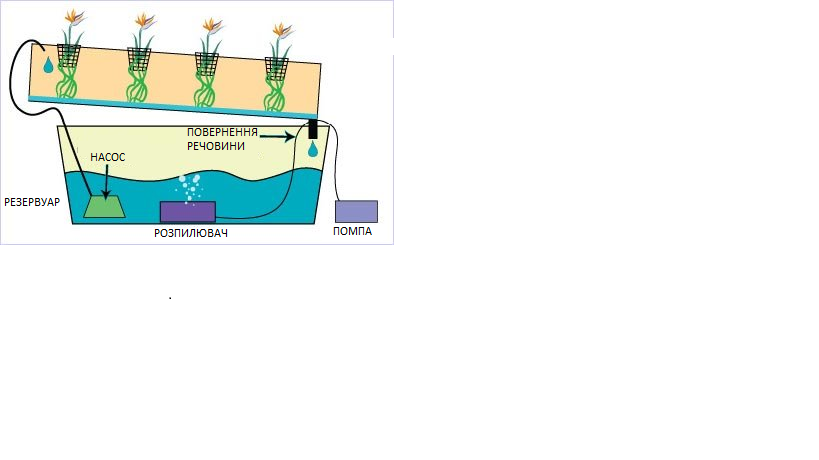 ПОВЕРНЕННЯ
РЕЧОВИНИ
НАСОС
РЕЗЕРВУАР
РОЗПИЛЮВАЧ
ПОМПА